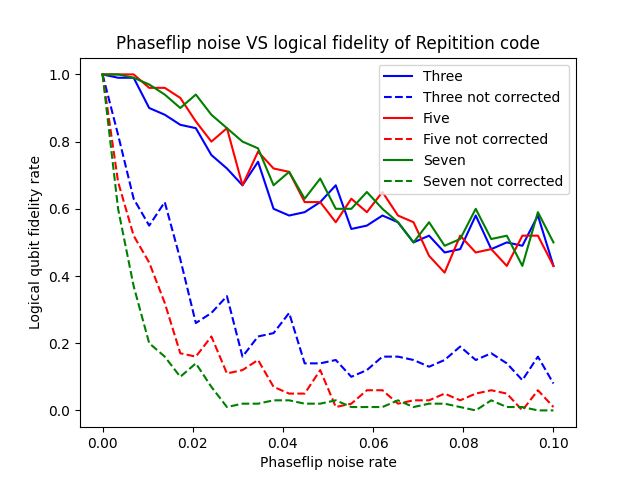 Phaseflip noise VS logical fidelity of Repitition code
Three
Three not corrected
Five
Five not corrected
Seven
Seven not corrected
Logical qubit fidelity rate
1.0
0.8
0.6
0.4
0.2
0.0
0.00 0.02 0.04 0.06 0.08 0.10
Phaseflip noise rate